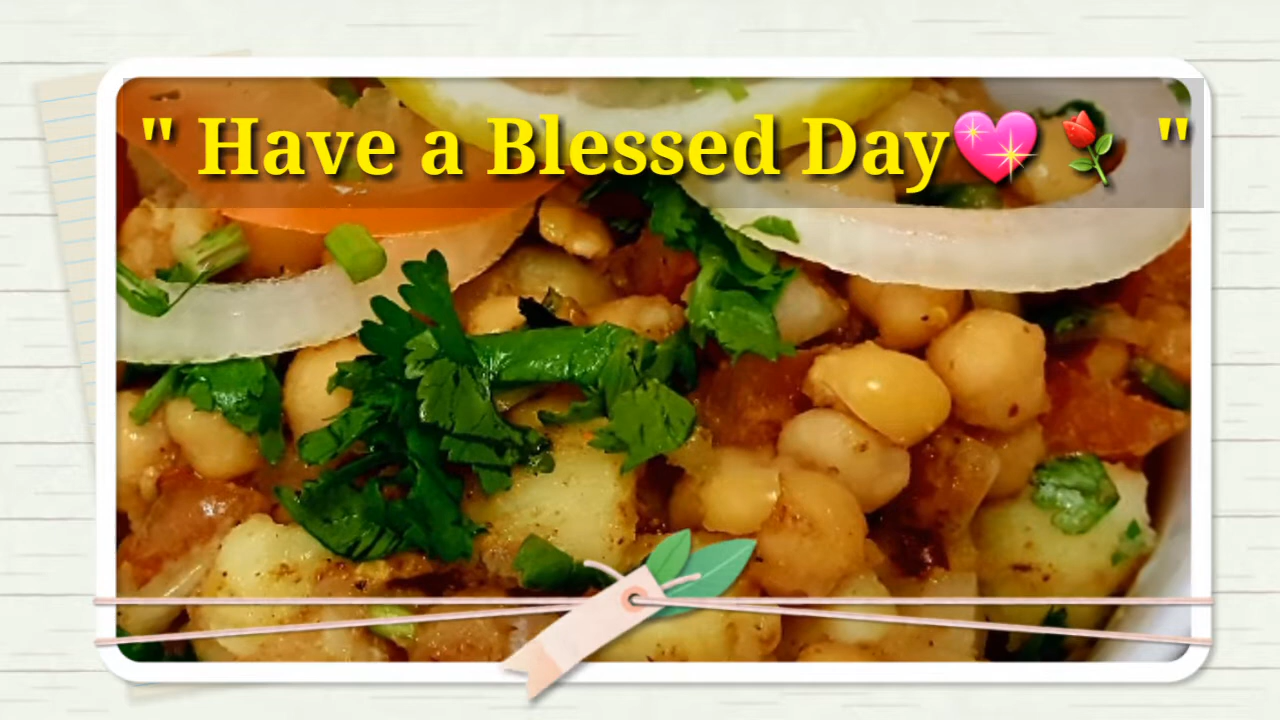 " Have a Blessed Day💖🌹 "